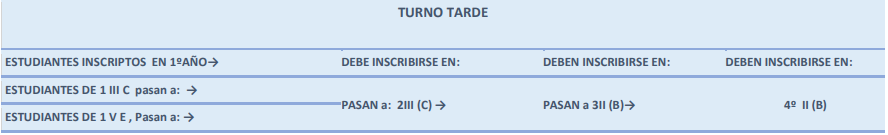 TURNO TARDE
ESTUDIANTES INSCRIPTOS EN 1ºAÑO→ DEBE INSCRIBIRSE EN: DEBEN INSCRIBIRSE EN: DEBEN INSCRIBIRSE EN:
ESTUDIANTES DE 1 III C pasan a: →
PASAN a: 2III (C) → PASAN a 3II (B)→ 4º II (B)
ESTUDIANTES DE 1 V E , Pasan a: →